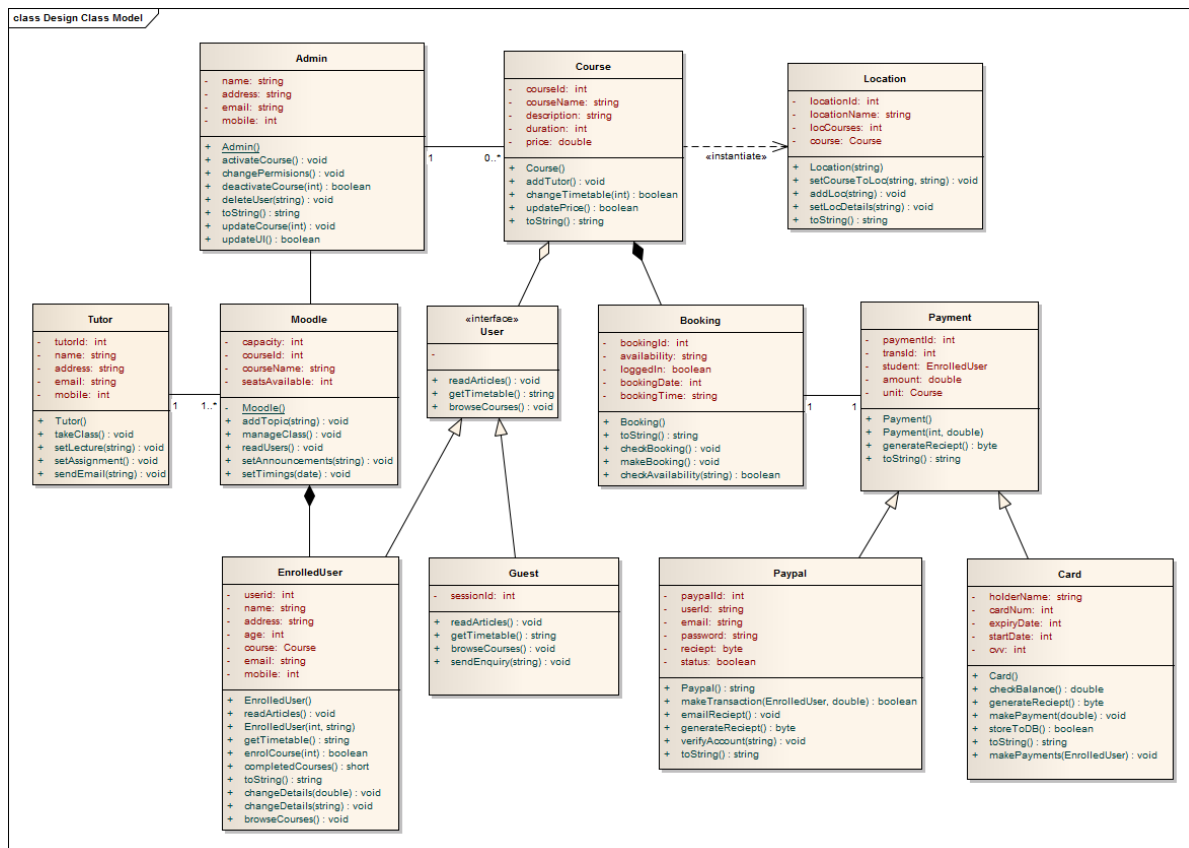 class Design Class Model
Admin
- name: string
- address: string
- email: string
- mobile: int
+ Admin()
+ activateCourse() : void
+ changePermisions() : void
+ deactivateCourse(int) : boolean
+ deleteUser(string) : void
+ toString() : string
+ updateCourse(int) : void
+ updateUI() : boolean
1
0..*
Course
- courseId: int
- courseName: string
- description: string
- duration: int
- price: double
+ Course()
+ addTutor() : void
+ changeTimetable(int) : boolean
+ updatePrice() : boolean
+ toString() : string
«instantiate»
Location
- locationId: int
- locationName: string
- locCourses: int
- course: Course
+ Location(string)
+ setCourseToLoc(string, string) : void
+ addLoc(string) : void
+ setLocDetails(string) : void
+ toString() : string
Tutor
- tutorId: int
- name: string
- address: string
- email: string
- mobile: int
+ Tutor()
+ takeClass() : void
+ setLecture(string) : void
+ setAssignment() : void
+ sendEmail(string) : void
1
1..*
Moodle
- capacity: int
- courseId: int
- courseName: string
- seatsAvailable: int
- Moodle()
+ addTopic(string) : void
+ manageClass() : void
+ readUsers() : void
+ setAnnouncements(string) : void
+ setTimings(date) : void
«interface»
User
-
+ readArticles() : void
+ getTimetable() : string
+ browseCourses() : void
Booking
- bookingId: int
- availability: string
- loggedIn: boolean
- bookingDate: int
- bookingTime: string
+ Booking()
+ toString() : string
+ checkBooking() : void
+ makeBooking() : void
+ checkAvailability(string) : boolean
1
1
Payment
- paymentId: int
- transId: int
- student: EnrolledUser
- amount: double
- unit: Course
+ Payment()
+ Payment(int, double)
+ generateReciept() : byte
+ toString() : string
EnrolledUser
- userid: int
- name: string
- address: string
- age: int
- course: Course
- email: string
- mobile: int
+ EnrolledUser()
+ readArticles() : void
+ EnrolledUser(int, string)
+ getTimetable() : string
+ enrolCourse(int) : boolean
+ completedCourses() : short
+ toString() : string
+ changeDetails(double) : void
+ changeDetails(string) : void
+ browseCourses() : void
Guest
- sessionId: int
+ readArticles() : void
+ getTimetable() : string
+ browseCourses() : void
+ sendEnquiry(string) : void
Paypal
- paypalId: int
- userId: string
- email: string
- password: string
- reciept: byte
- status: boolean
+ Paypal() : string
+ makeTransaction(EnrolledUser, double) : boolean
+ emailReciept() : void
+ generateReciept() : byte
+ verifyAccount(string) : void
+ toString() : string
Card
- holderName: string
- cardNum: int
- expiryDate: int
- startDate: int
- cvv: int
+ Card()
+ checkBalance() : double
+ generateReciept() : byte
+ makePayment(double) : void
+ storeToDB() : boolean
+ toString() : string
+ makePayments(EnrolledUser) : void